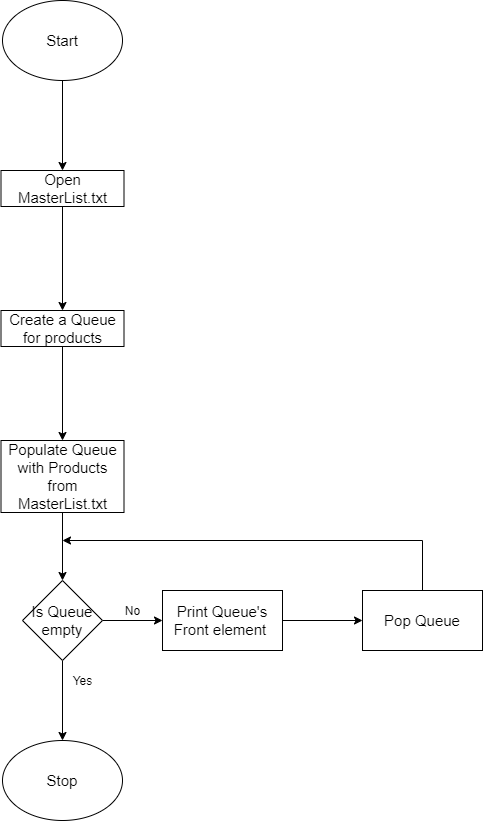 Start
Open
MasterList.txt
Create a Queue
for products
Populate Queue
with Products
from
MasterList.txt
Is Queue
empty
No
Print Queue's
Front element
Pop Queue
Yes
Stop